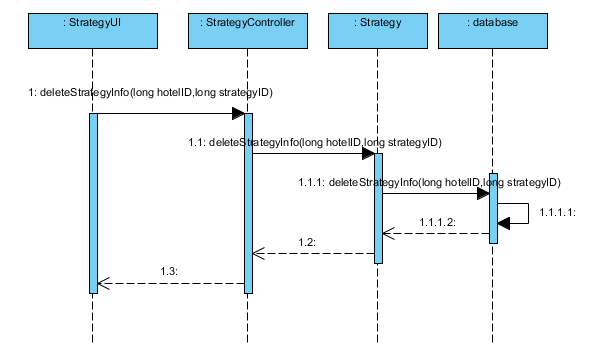 : StrategyUI
: StrategyController
: Strategy
: database
1: deleteStrategyInfo(long hotelID,long strategyID)
1.1: deleteStrategyInfo(long hotelID,long strategyID)
1.1.1: deleteStrategyInfo(long hotelID,long strategyID)
1.1.1.1:
1.1.1.2:
1.2:
1.3: